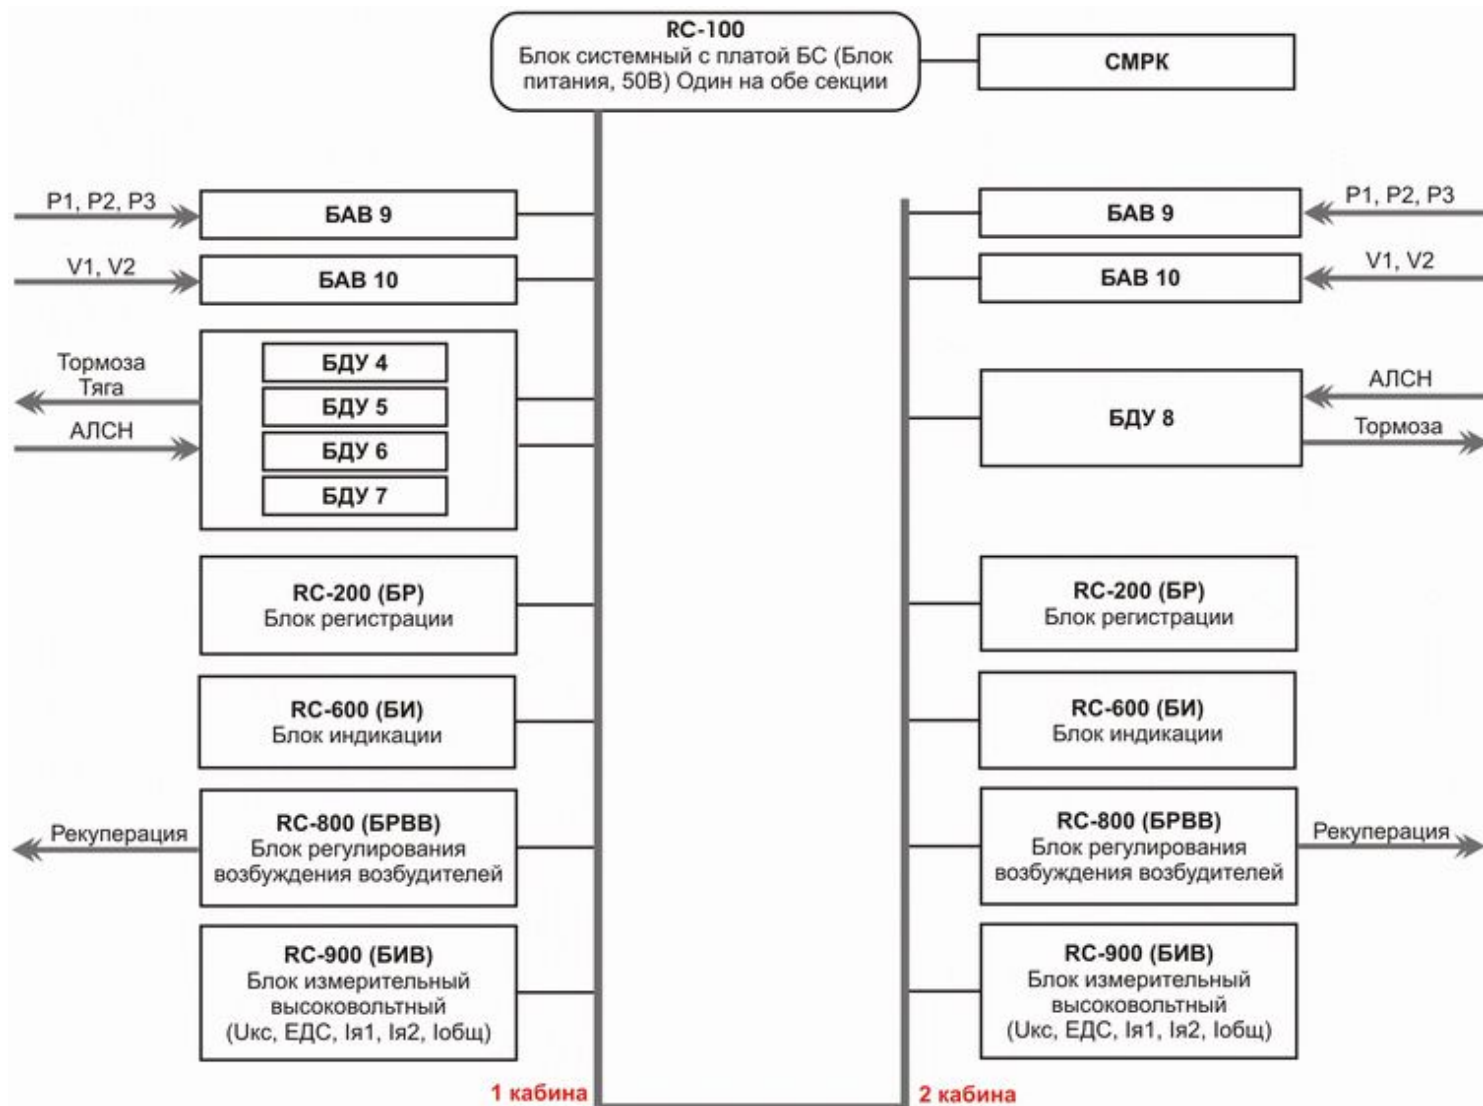 RC-100
Блок системный с платой БС (Блок
питания, 50В) Один на обе секции
СМРК
P1, P2, P3
БАВ 9
БАВ 9
P1, P2, P3
V1, V2
БАВ 10
БАВ 10
V1, V2
Тормоза
Тяга
АЛСН
БДУ 4
БДУ 5
БДУ 6
БДУ 7
БДУ 8
АЛСН
Тормоза
RC-200 (БР)
Блок регистрации
RC-200 (БР)
Блок регистрации
RC-600 (БИ)
Блок индикации
RC-600 (БИ)
Блок индикации
Рекуперация
RC-800 (БРВВ)
Блок регулирования
возбуждения возбудителей
RC-800 (БРВВ)
Блок регулирования
возбуждения возбудителей
Рекуперация
RC-900 (БИВ)
Блок измерительный
высоковольтный
(Uкс, ЕДС, Iя1, Iя2, Iобщ)
RC-900 (БИВ)
Блок измерительный
высоковольтный
(Uкс, ЕДС, Iя1, Iя2, Iобщ)
1 кабина
2 кабина